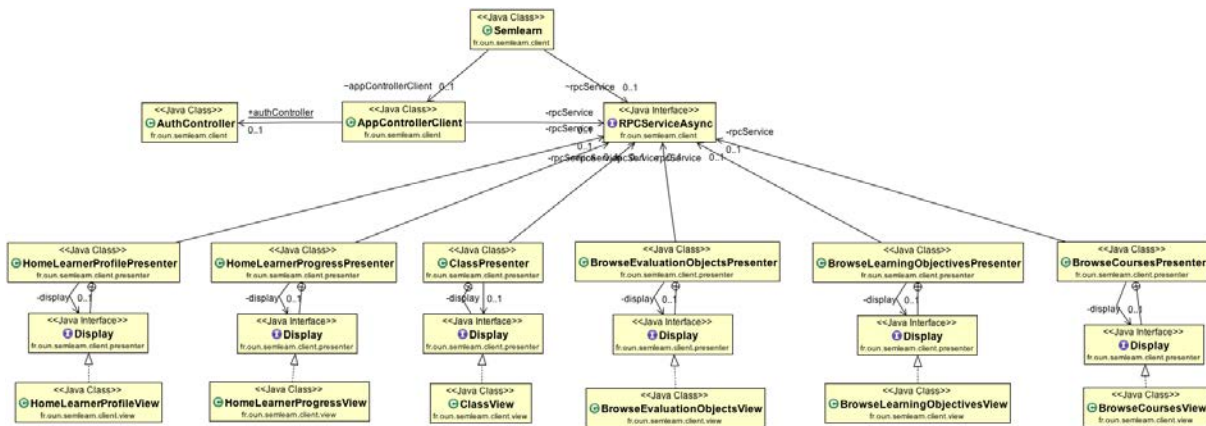 <<Java Class>>
Semlearn
fr.oun.semlearn.client
~appControllerClient 0..1
~rpcService 0..1
<<Java Class>>
AuthController
fr.oun.semlearn.client
+authController
0..1
<<Java Class>>
AppControllerClient
fr.oun.semlearn.client
-rpcService
<<Java Interface>>
RPCServiceAsync
fr.oun.semlearn.client
-rpcService
-rpcService
0..1
-rpcService
0..1
<<Java Class>>
HomeLearnerProfilePresenter
fr.oun.semlearn.client.presenter
<<Java Class>>
HomeLearnerProgressPresenter
fr.oun.semlearn.client.presenter
<<Java Class>>
ClassPresenter
fr.oun.semlearn.client.presenter
<<Java Class>>
BrowseEvaluationObjectsPresenter
fr.oun.semlearn.client.presenter
<<Java Class>>
BrowseLearningObjectivesPresenter
fr.oun.semlearn.client.presenter
<<Java Class>>
BrowseCoursesPresenter
fr.oun.semlearn.client.presenter
-display 0..1
-display 0..1
-display 0..1
-display 0..1
-display 0..1
-display 0..1
<<Java Interface>>
Display
fr.oun.semlearn.client.presenter
<<Java Interface>>
Display
fr.oun.semlearn.client.presenter
<<Java Interface>>
Display
fr.oun.semlearn.client.presenter
<<Java Interface>>
Display
fr.oun.semlearn.client.presenter
<<Java Interface>>
Display
fr.oun.semlearn.client.presenter
<<Java Interface>>
Display
fr.oun.semlearn.client.presenter
<<Java Class>>
HomeLearnerProfileView
fr.oun.semlearn.client.view
<<Java Class>>
HomeLearnerProgressView
fr.oun.semlearn.client.view
<<Java Class>>
ClassView
fr.oun.semlearn.client.view
<<Java Class>>
BrowseEvaluationObjectsView
fr.oun.semlearn.client.view
<<Java Class>>
BrowseLearningObjectivesView
fr.oun.semlearn.client.view
<<Java Class>>
BrowseCoursesView
fr.oun.semlearn.client.view